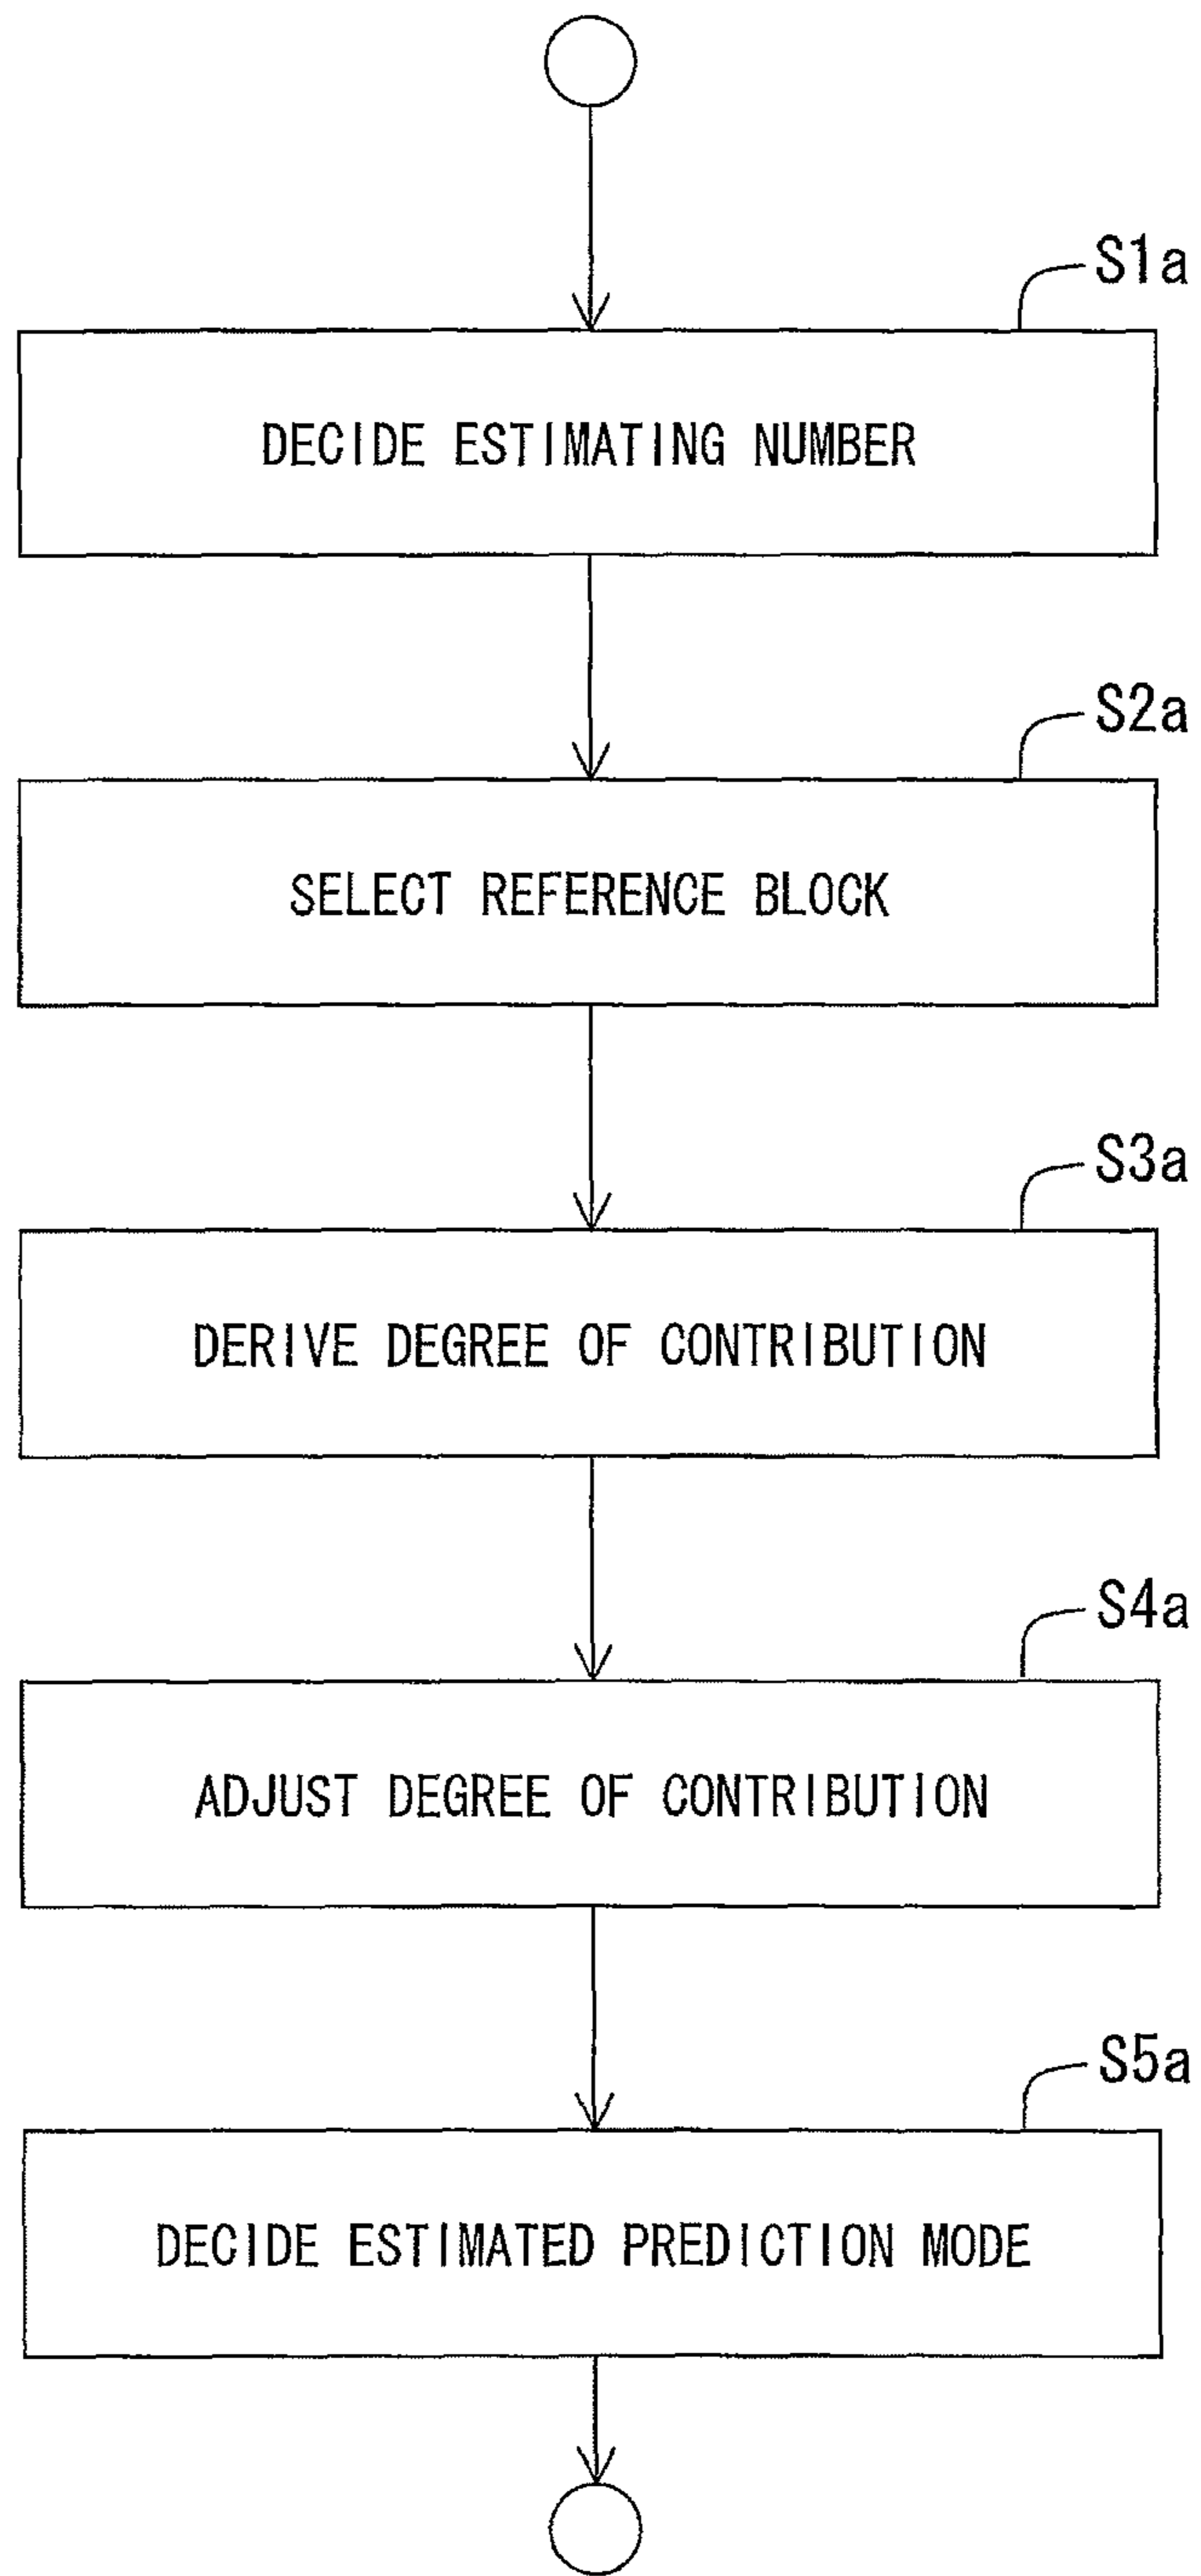 S1a
DECIDE ESTIMATING NUMBER
S2a
SELECT REFERENCE BLOCK
S3a
DERIVE DEGREE OF CONTRIBUTION
S4a
ADJUST DEGREE OF CONTRIBUTION
S5a
DECIDE ESTIMATED PREDICTION MODE